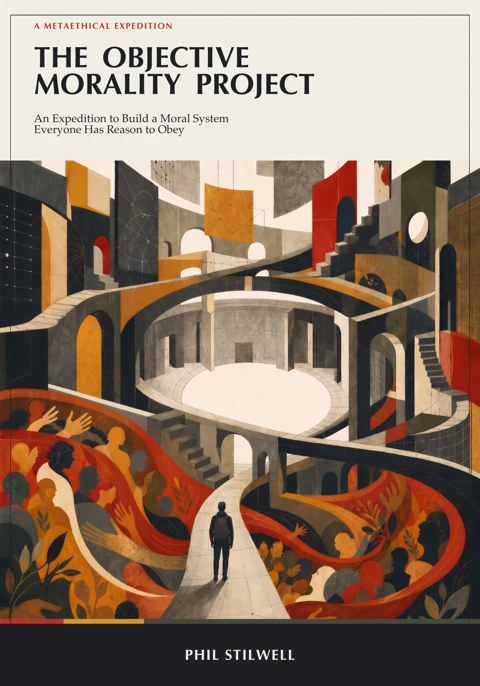 A METAETHICAL EXPEDITION
THE OBJECTIVE
MORALITY PROJECT
An Expedition to Build a Moral System
Everyone Has Reason to Obey
PHIL STILWELL